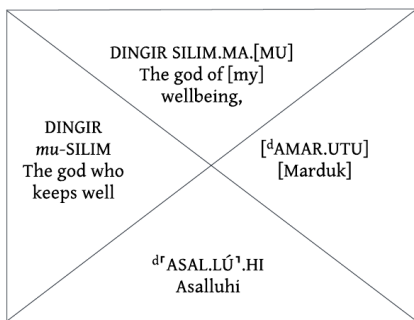 DINGIR SILIM.MA.[MU]
The god of [my]
wellbeing,
DINGIR
mu-SILIM
The god who
keeps well
[ᵈAMAR.UTU]
[Marduk]
ᵈ⸢ASAL.LÚ⸣.HI
Asalluhi